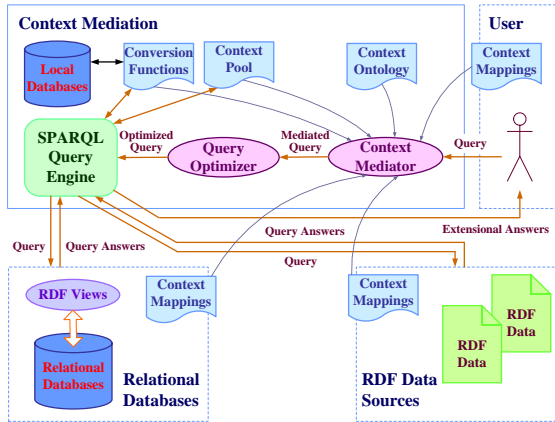 Context Mediation
User
Local
Databases
Conversion
Functions
Context
Pool
Context
Ontology
Context
Mappings
SPARQL
Query
Engine
Optimized
Query
Query
Optimizer
Mediated
Query
Context
Mediator
Query
Extensional Answers
Query
Query Answers
Query Answers
Query
RDF Views
Context
Mappings
Context
Mappings
RDF
Data
RDF
Data
Relational
Databases
Relational
Databases
RDF Data
Sources